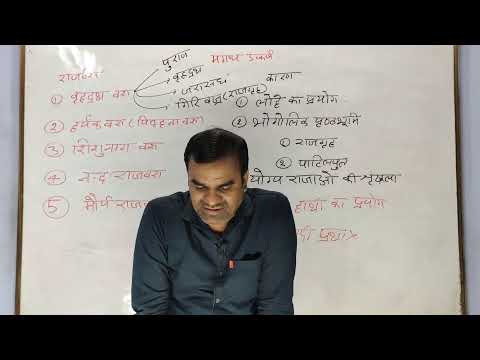 पुराण
मगध उत्कर्ष
राजवंश
① वृहद्रथ वंश
वृहद्रथ
जरासंध
गिरिवज्र (राजगृह)
② हर्यक वंश (पितृहन्ता वंश)
③ शिशुनाग वंश
④ नन्द राजवंश
⑤ मौर्य
कारण
① लोहे का प्रयोग
② भौगोलिक पृष्ठभूमि
① राजगृह
② पाटलिपुत्र
योग्य राजाओं की श्रृंखला
हाथी का प्रयोग